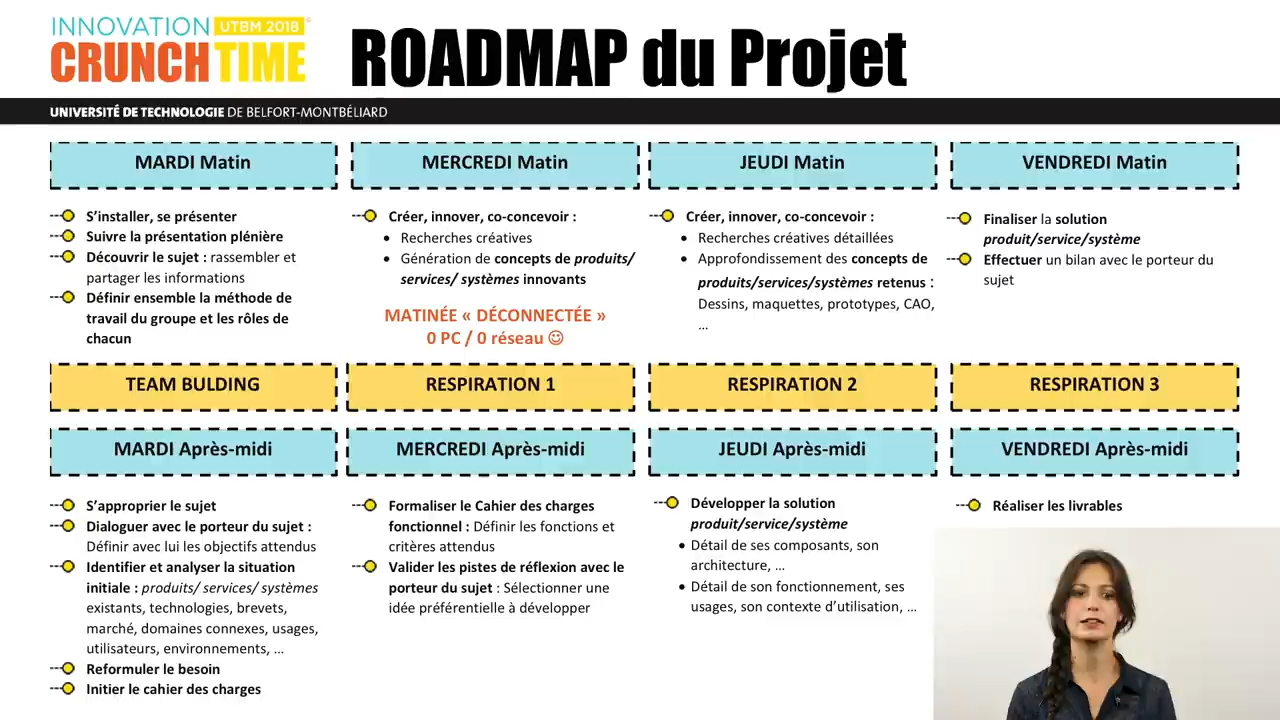 INNOVATION UTBM 2018 ©
CRUNCH TIME
ROADMAP du Projet
UNIVERSITÉ DE TECHNOLOGIE DE BELFORT-MONTBÉLIARD
MARDI Matin
S’installer, se présenter
Suivre la présentation plénière
Découvrir le sujet : rassembler et
partager les informations
Définir ensemble la méthode de
travail du groupe et les rôles de
chacun
MERCREDI Matin
Créer, innover, co-concevoir :
• Recherches créatives
• Génération de concepts de produits/
services/ systèmes innovants
MATINÉE « DÉCONNECTÉE »
0 PC / 0 réseau ☺
JEUDI Matin
Créer, innover, co-concevoir :
• Recherches créatives détaillées
• Approfondissement des concepts de
produits/services/systèmes retenus :
Dessins, maquettes, prototypes, CAO,
...
VENDREDI Matin
Finaliser la solution
produit/service/système
Effectuer un bilan avec le porteur du
sujet
TEAM BULDING
RESPIRATION 1
RESPIRATION 2
RESPIRATION 3
MARDI Après-midi
S’approprier le sujet
Dialoguer avec le porteur du sujet :
Définir avec lui les objectifs attendus
Identifier et analyser la situation
initiale : produits/ services/ systèmes
existants, technologies, brevets,
marché, domaines connexes, usages,
utilisateurs, environnements, ...
Reformuler le besoin
Initier le cahier des charges
MERCREDI Après-midi
Formaliser le Cahier des charges
fonctionnel : Définir les fonctions et
critères attendus
Valider les pistes de réflexion avec le
porteur du sujet : Sélectionner une
idée préférentielle à développer
JEUDI Après-midi
Développer la solution
produit/service/système
• Détail de ses composants, son
architecture, ...
• Détail de son fonctionnement, ses
usages, son contexte d’utilisation, ...
VENDREDI Après-midi
Réaliser les livrables